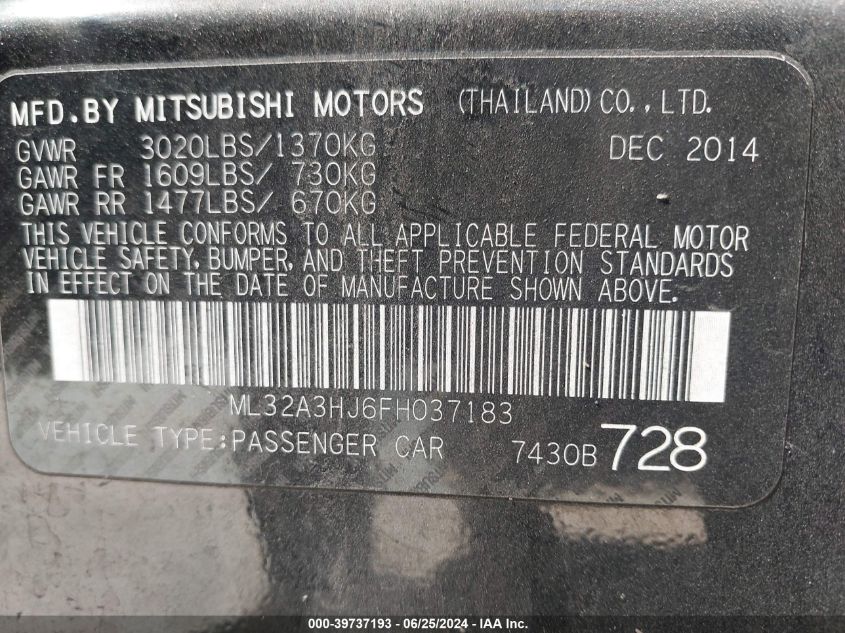 MFD.BY MITSUBISHI MOTORS (THAILAND) CO.,LTD.
GVWR 3020LBS/1370KG DEC 2014
GAWR FR 1609LBS/ 730KG
GAWR RR 1477LBS/ 670KG
THIS VEHICLE CONFORMS TO ALL APPLICABLE FEDERAL MOTOR
VEHICLE SAFETY, BUMPER, AND THEFT PREVENTION STANDARDS
IN EFFECT ON THE DATE OF MANUFACTURE SHOWN ABOVE.
ML32A3HJ6FH037183
VEHICLE TYPE:PASSENGER CAR 7430B 728
000-39737193 - 06/25/2024 - IAA Inc.